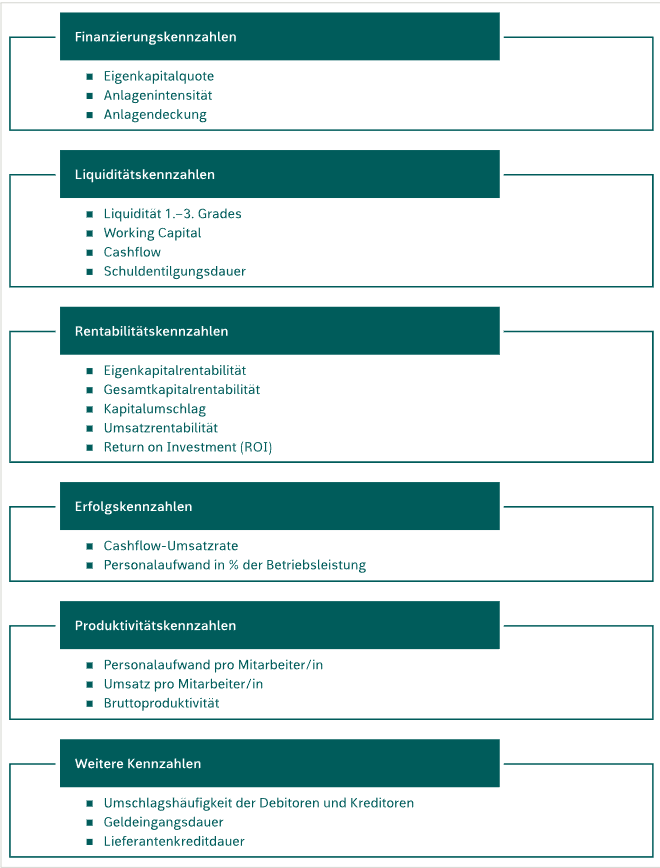 Finanzierungskennzahlen
Eigenkapitalquote
Anlagenintensität
Anlagendeckung
Liquiditätskennzahlen
Liquidität 1.–3. Grades
Working Capital
Cashflow
Schuldentilgungsdauer
Rentabilitätskennzahlen
Eigenkapitalrentabilität
Gesamtkapitalrentabilität
Kapitalumschlag
Umsatzrentabilität
Return on Investment (ROI)
Erfolgskennzahlen
Cashflow-Umsatzrate
Personalaufwand in % der Betriebsleistung
Produktivitätskennzahlen
Personalaufwand pro Mitarbeiter/in
Umsatz pro Mitarbeiter/in
Bruttoproduktivität
Weitere Kennzahlen
Umschlagshäufigkeit der Debitoren und Kreditoren
Geldeingangsdauer
Lieferantenkreditdauer